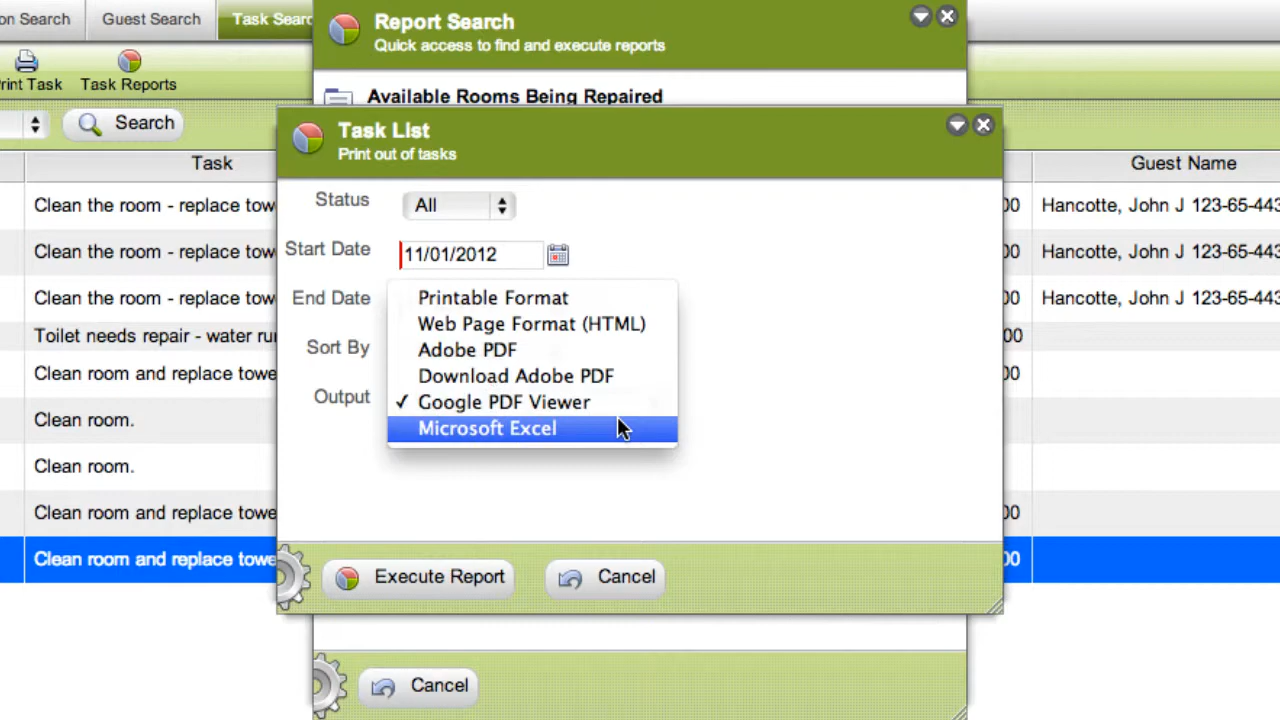 on Search
Guest Search
Task Sear
Report Search
Quick access to find and execute reports
rint Task
Task Reports
Available Rooms Being Repaired
Search
Task List
Print out of tasks
Task
Guest Name
Status
All
Clean the room - replace tow
00
Hancotte, John J 123-65-443
Start Date
11/01/2012
Clean the room - replace tow
Hancotte, John J 123-65-443
End Date
Printable Format
Clean the room - replace tow
Hancotte, John J 123-65-443
Web Page Format (HTML)
Toilet needs repair - water ru
00
Sort By
Adobe PDF
Clean room and replace towe
00
Download Adobe PDF
Output
✓ Google PDF Viewer
Clean room.
Microsoft Excel
Clean room.
Clean room and replace towe
00
Clean room and replace towe
00
Execute Report
Cancel
Cancel